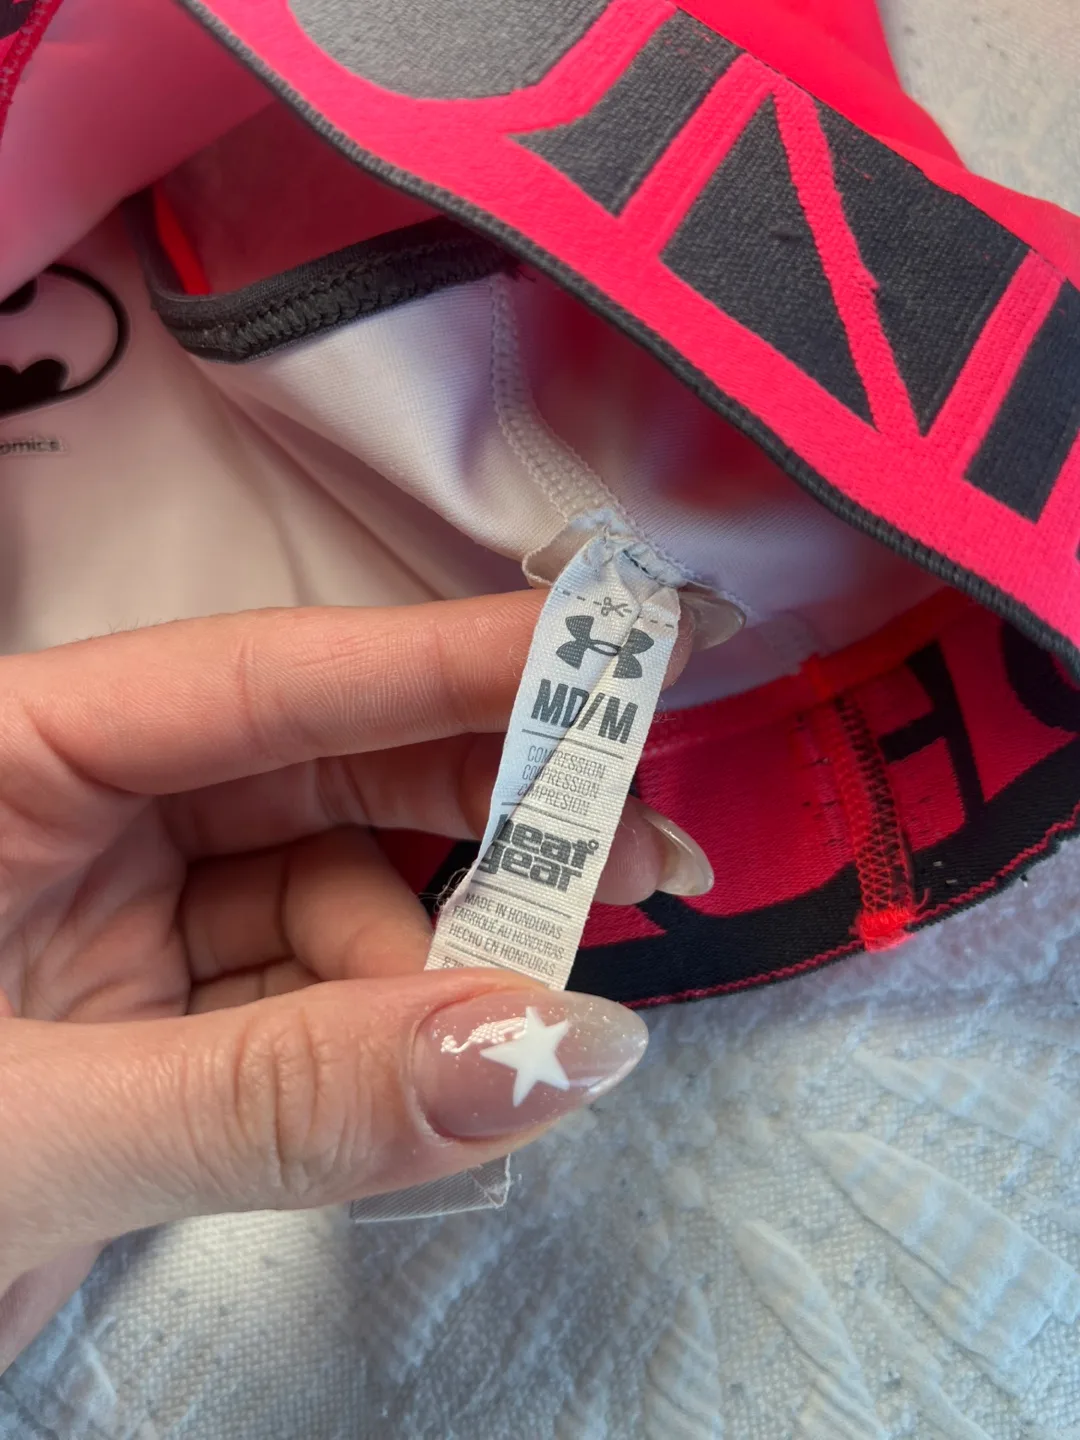 omics
MD/M
COMPRESSION
COMPRESSION
COMPRESIÓN
heat
gear
MADE IN HONDURAS
FABRIQUÉ AU HONDURAS
HECHO EN HONDURAS